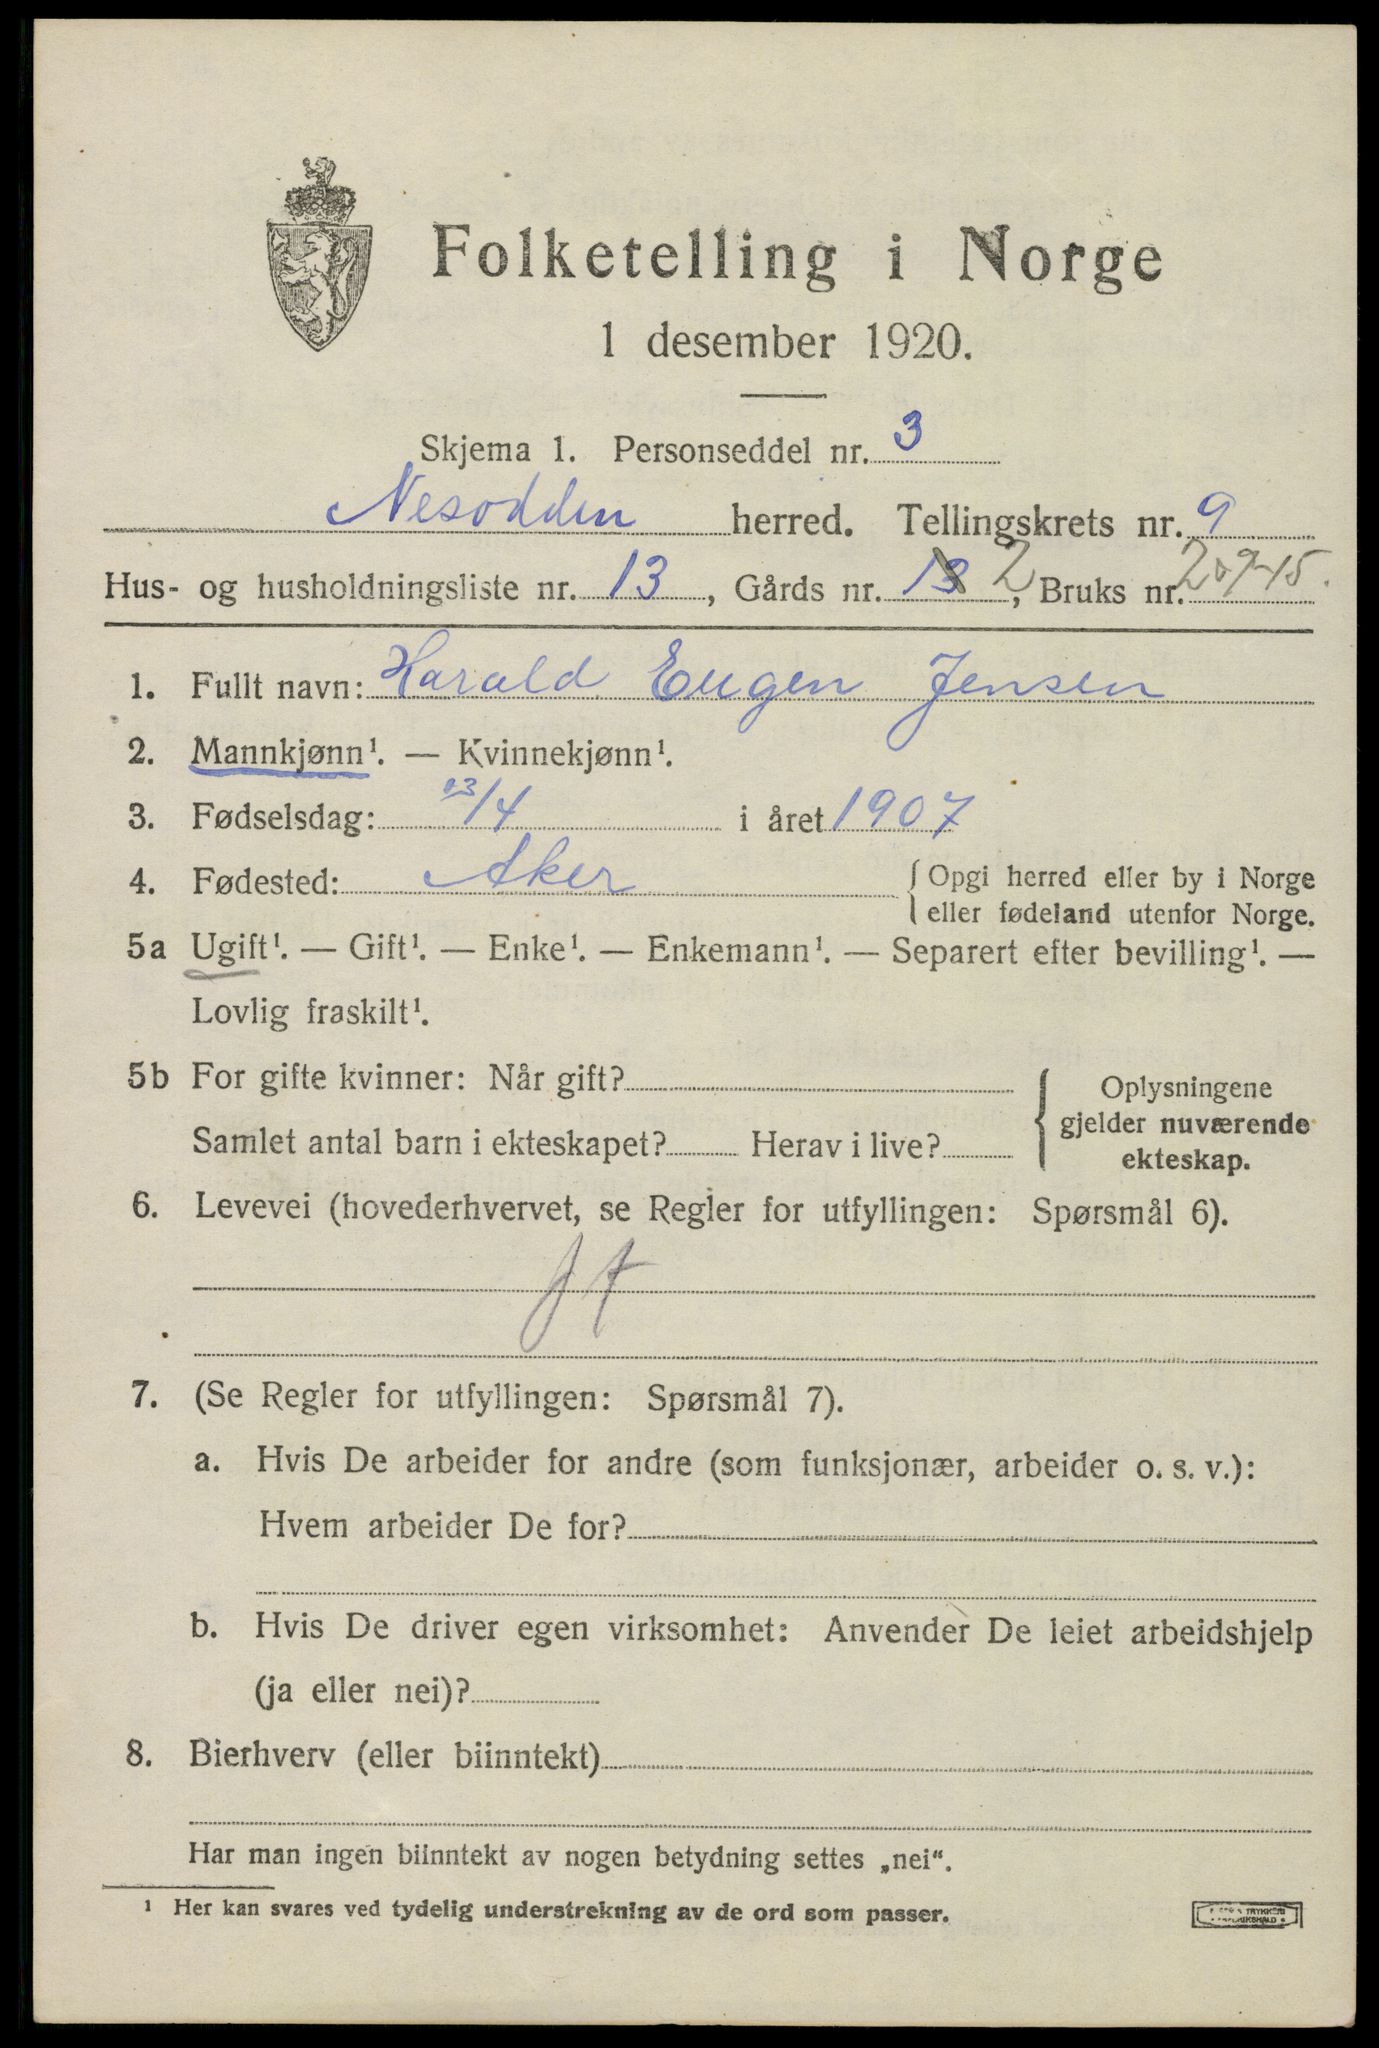 Folketelling i Norge
1 desember 1920.
Skjema 1. Personseddel nr. 3
Nesodden herred. Tellingskrets nr. 9
Hus- og husholdningsliste nr. 13, Gårds nr. 13 2, Bruks nr.
1. Fullt navn: Harald Eugen Jensen
2. Mannkjønn¹. — Kvinnekjønn¹.
3. Fødselsdag: 13/4 i året 1907
4. Fødested: Aker { Opgi herred eller by i Norge
eller fødeland utenfor Norge.
5a Ugift¹. — Gift¹. — Enke¹. — Enkemann¹. — Separert efter bevilling¹. —
Lovlig fraskilt¹.
5b For gifte kvinner: Når gift?
Samlet antal barn i ekteskapet? Herav i live?
Oplysningene
gjelder nuværende
ekteskap.
6. Levevei (hovederhvervet, se Regler for utfyllingen: Spørsmål 6).
7. (Se Regler for utfyllingen: Spørsmål 7).
a. Hvis De arbeider for andre (som funksjonær, arbeider o. s. v.):
Hvem arbeider De for?
b. Hvis De driver egen virksomhet: Anvender De leiet arbeidshjelp
(ja eller nei)?
8. Bierhverv (eller biinntekt)
Har man ingen biinntekt av nogen betydning settes „nei“.
¹ Her kan svares ved tydelig understrekning av de ord som passer.